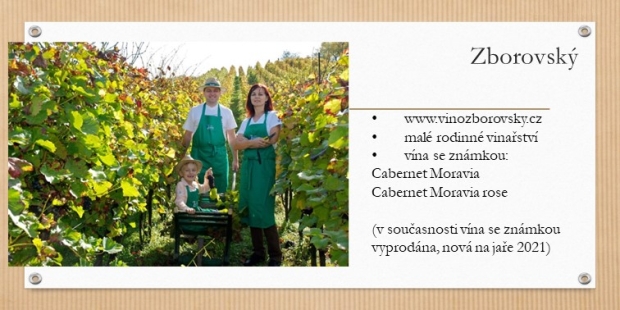 Zborovský
• www.vinozborovsky.cz
• malé rodinné vinařství
• vína se známkou:
Cabernet Moravia
Cabernet Moravia rose
(v současnosti vína se známkou
vyprodána, nová na jaře 2021)